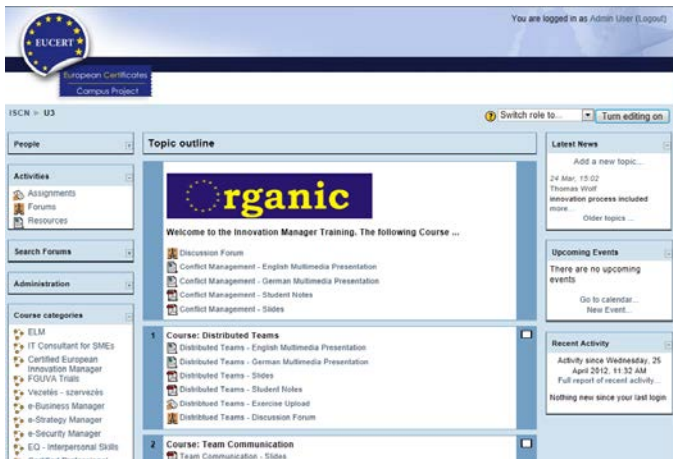 You are logged in as Admin User (Logout)
EUCERT
European Certificates
Campus Project
ISCN ► U3
Switch role to...
Turn editing on
People
Activities
Assignments
Forums
Resources
Search Forums
Administration
Course categories
ELM
IT Consultant for SMEs
Certified European
Innovation Manager
FGUVA Trials
Vezetés - szervezés
e-Business Manager
e-Strategy Manager
e-Security Manager
EQ - Interpersonal Skills
Topic outline
Organic
Welcome to the Innovation Manager Training. The following Course ...
Discussion Forum
Conflict Management - English Multimedia Presentation
Conflict Management - German Multimedia Presentation
Conflict Management - Student Notes
Conflict Management - Slides
1 Course: Distributed Teams
Distributed Teams - English Multimedia Presentation
Distributed Teams - German Multimedia Presentation
Distributed Teams - Slides
Distributed Teams - Student Notes
Distribtued Teams - Exercise Upload
Distribtued Teams - Discussion Forum
2 Course: Team Communication
Team Communication - Slides
Latest News
Add a new topic...
24 Mar, 15:02
Thomas Wolf
innovation process included
more...
Older topics ...
Upcoming Events
There are no upcoming
events
Go to calendar...
New Event...
Recent Activity
Activity since Wednesday, 25
April 2012, 11:32 AM
Full report of recent activity...
Nothing new since your last login